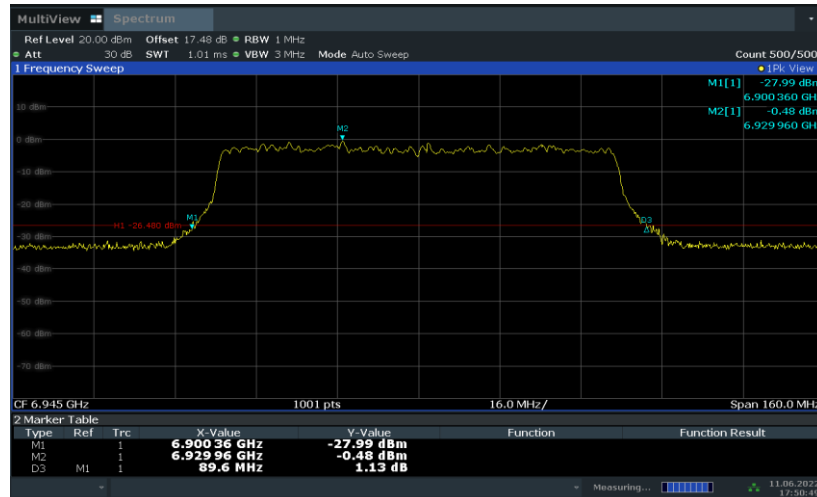 MultiView Spectrum
Ref Level 20.00 dBm Offset 17.48 dB RBW 1 MHz
Att 30 dB SWT 1.01 ms VBW 3 MHz Mode Auto Sweep Count 500/500
1 Frequency Sweep 1Pk View
M1[1] -27.99 dBm
6.900 360 GH
M2[1] -0.48 dBm
6.929 960 GH
10 dBm
M2
0 dBm
-10 dBm
-20 dBm
M1
D3
H1 -26.480 dBm
-30 dBm
-40 dBm
-50 dBm
-60 dBm
-70 dBm
CF 6.945 GHz 1001 pts 16.0 MHz/ Span 160.0 MHz
2 Marker Table
Type Ref Trc X-Value Y-Value Function Function Result
M1 1 6.900 36 GHz -27.99 dBm
M2 1 6.929 96 GHz -0.48 dBm
D3 M1 1 89.6 MHz 1.13 dB
Measuring... 11.06.2022
17:50:49